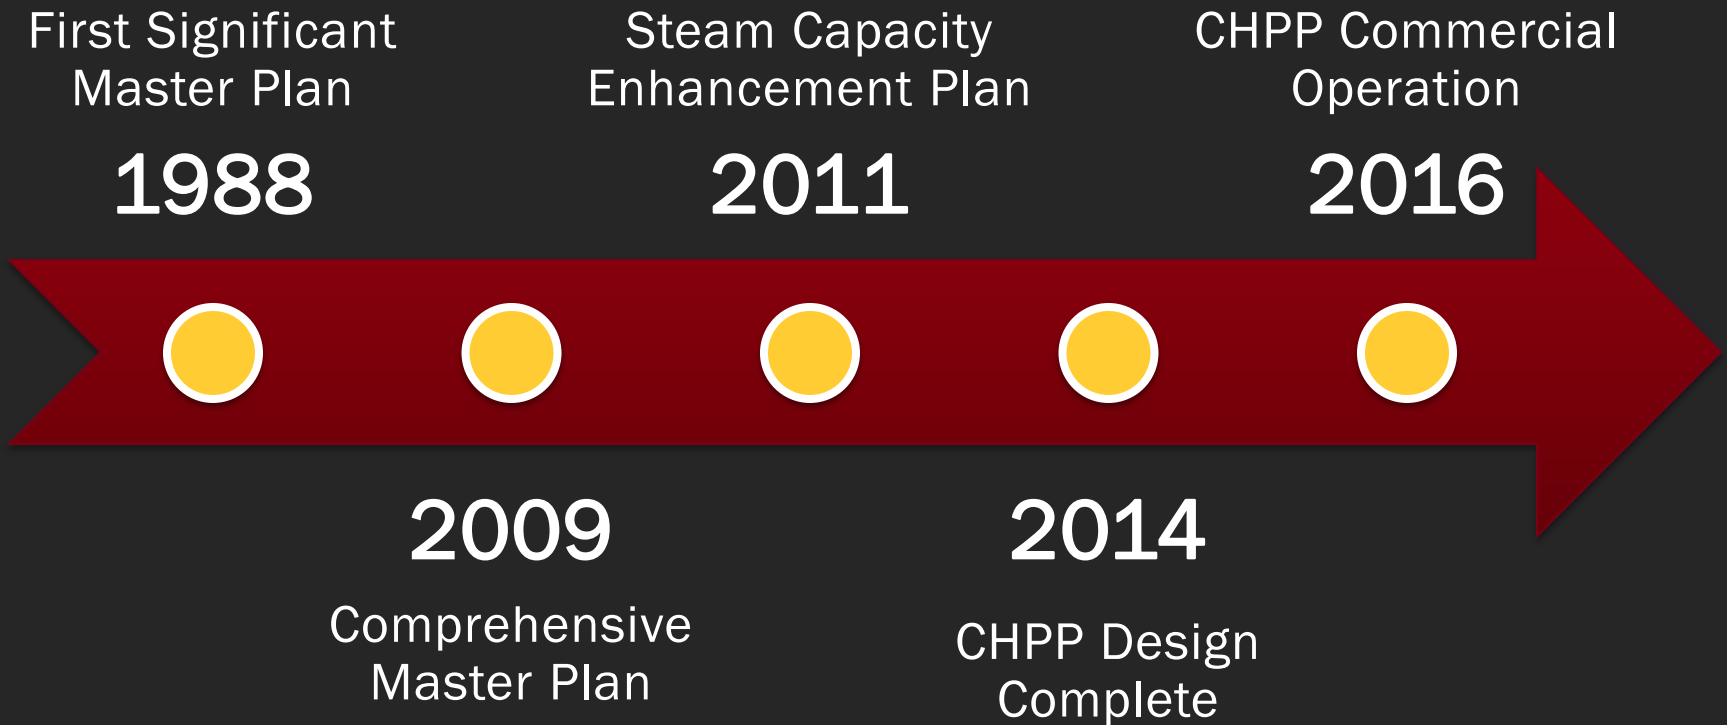 First Significant
Master Plan
1988
Steam Capacity
Enhancement Plan
2011
CHPP Commercial
Operation
2016
2009
Comprehensive
Master Plan
2014
CHPP Design
Complete